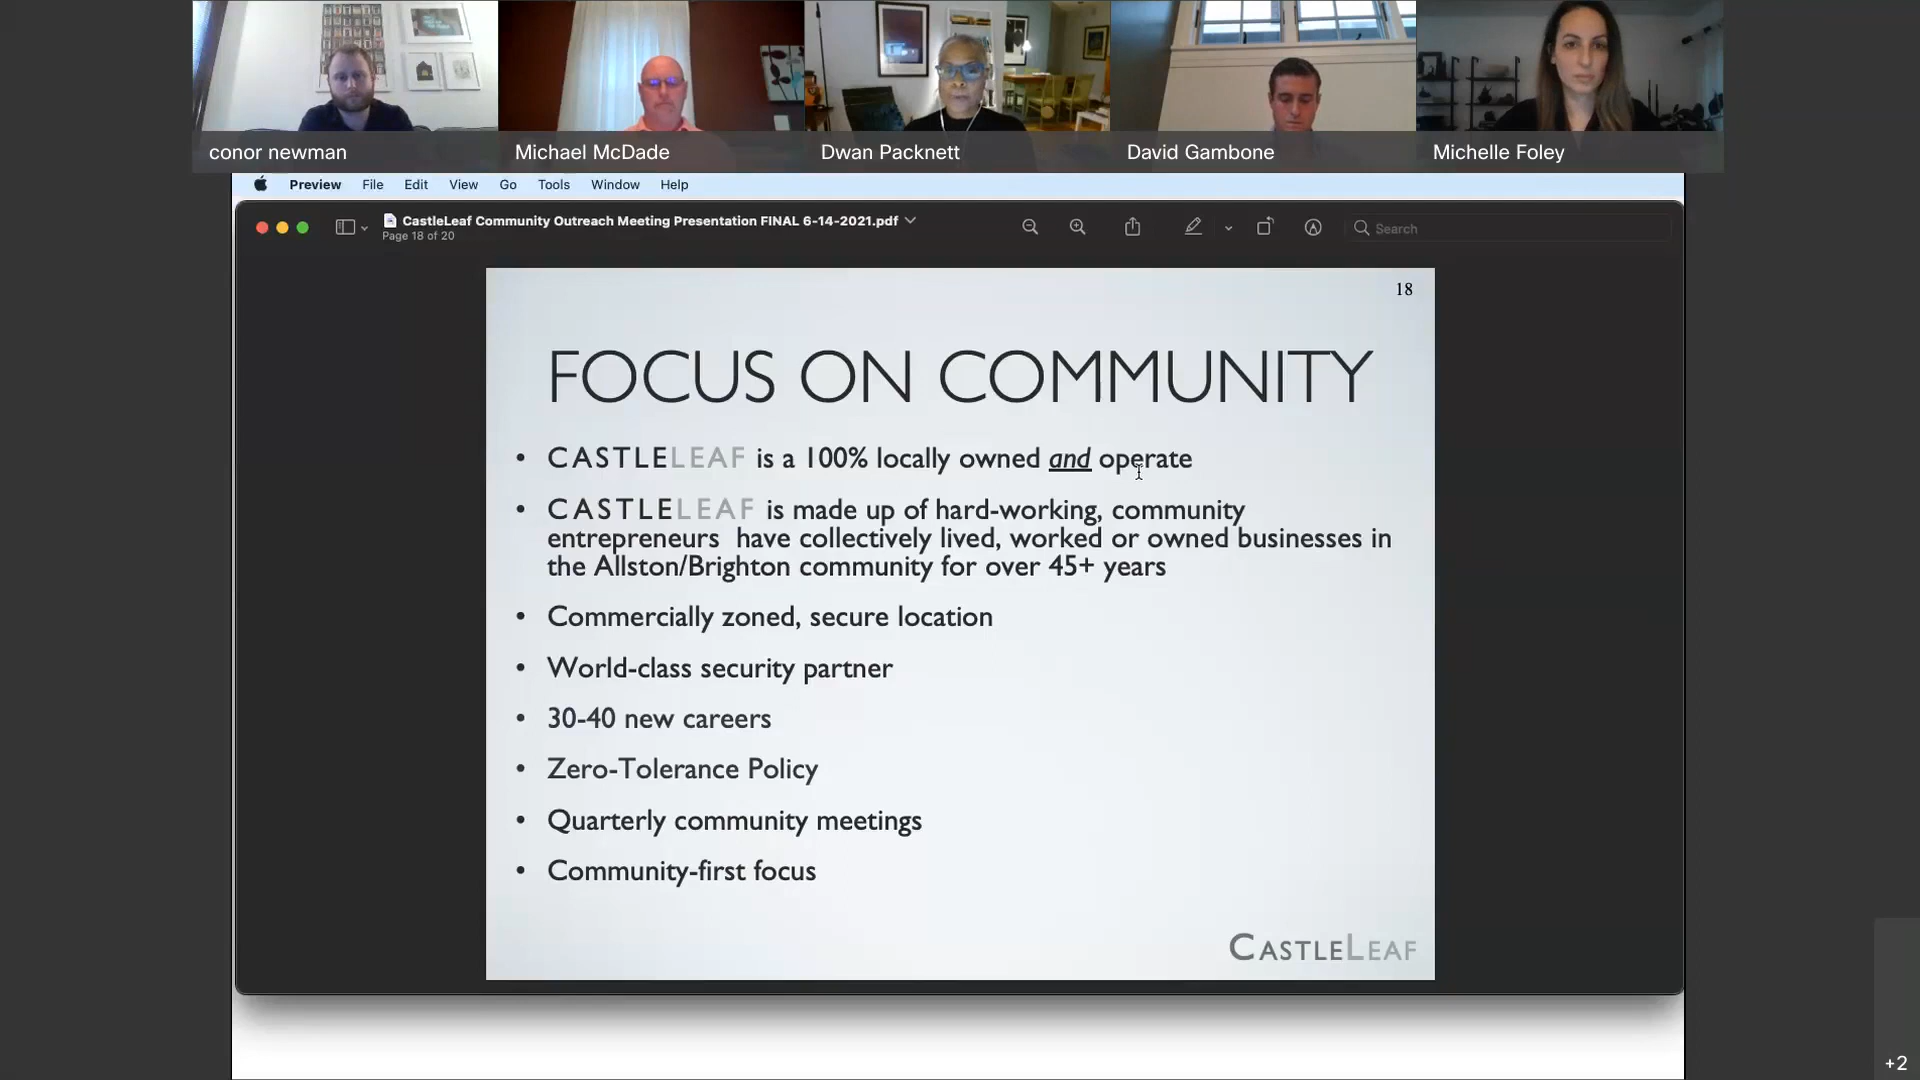 conor newman
Michael McDade
Dwan Packnett
David Gambone
Michelle Foley
Preview File Edit View Go Tools Window Help
CastleLeaf Community Outreach Meeting Presentation FINAL 6-14-2021.pdf
Page 18 of 20
Search
18
FOCUS ON COMMUNITY
• CASTLELEAF is a 100% locally owned and operate
• CASTLELEAF is made up of hard-working, community
entrepreneurs have collectively lived, worked or owned businesses in
the Allston/Brighton community for over 45+ years
• Commercially zoned, secure location
• World-class security partner
• 30-40 new careers
• Zero-Tolerance Policy
• Quarterly community meetings
• Community-first focus
CASTLELEAF
+2